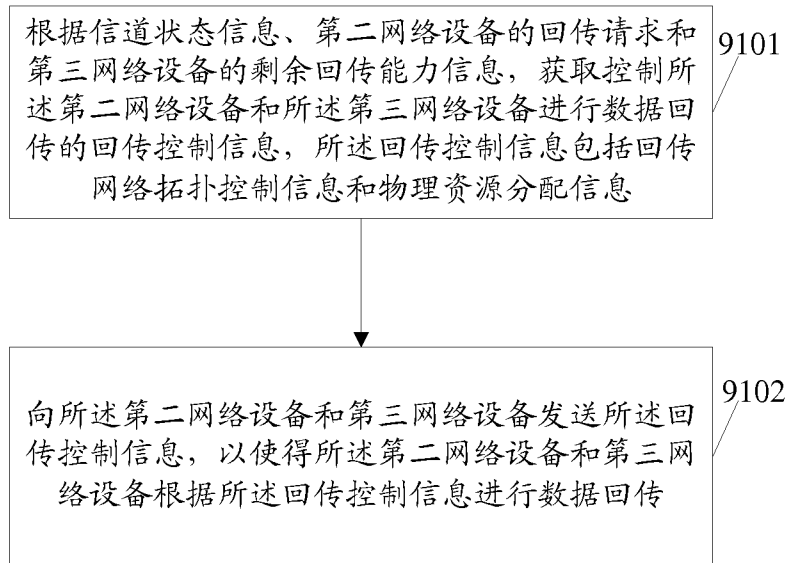 根据信道状态信息、第二网络设备的回传请求和
第三网络设备的剩余回传能力信息，获取控制所
述第二网络设备和所述第三网络设备进行数据回
传的回传控制信息，所述回传控制信息包括回传
网络拓扑控制信息和物理资源分配信息
9101
向所述第二网络设备和第三网络设备发送所述回
传控制信息，以使得所述第二网络设备和第三网
络设备根据所述回传控制信息进行数据回传
9102